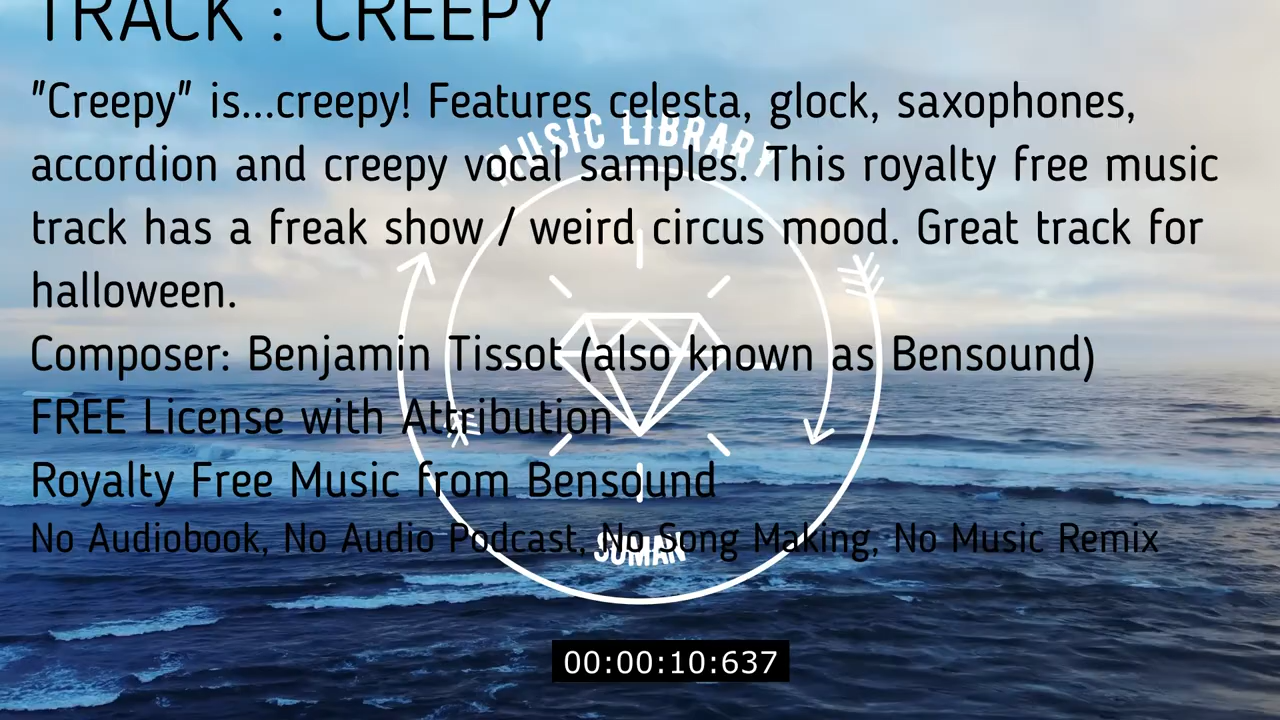 TRACK : CREEPY
"Creepy" is...creepy! Features celesta, glock, saxophones,
accordion and creepy vocal samples. This royalty free music
track has a freak show / weird circus mood. Great track for
halloween.
Composer: Benjamin Tissot (also known as Bensound)
FREE License with Attribution
Royalty Free Music from Bensound
No Audiobook, No Audio Podcast, No Song Making, No Music Remix
MUSIC LIBRARY
SUMAN
00:00:10:637